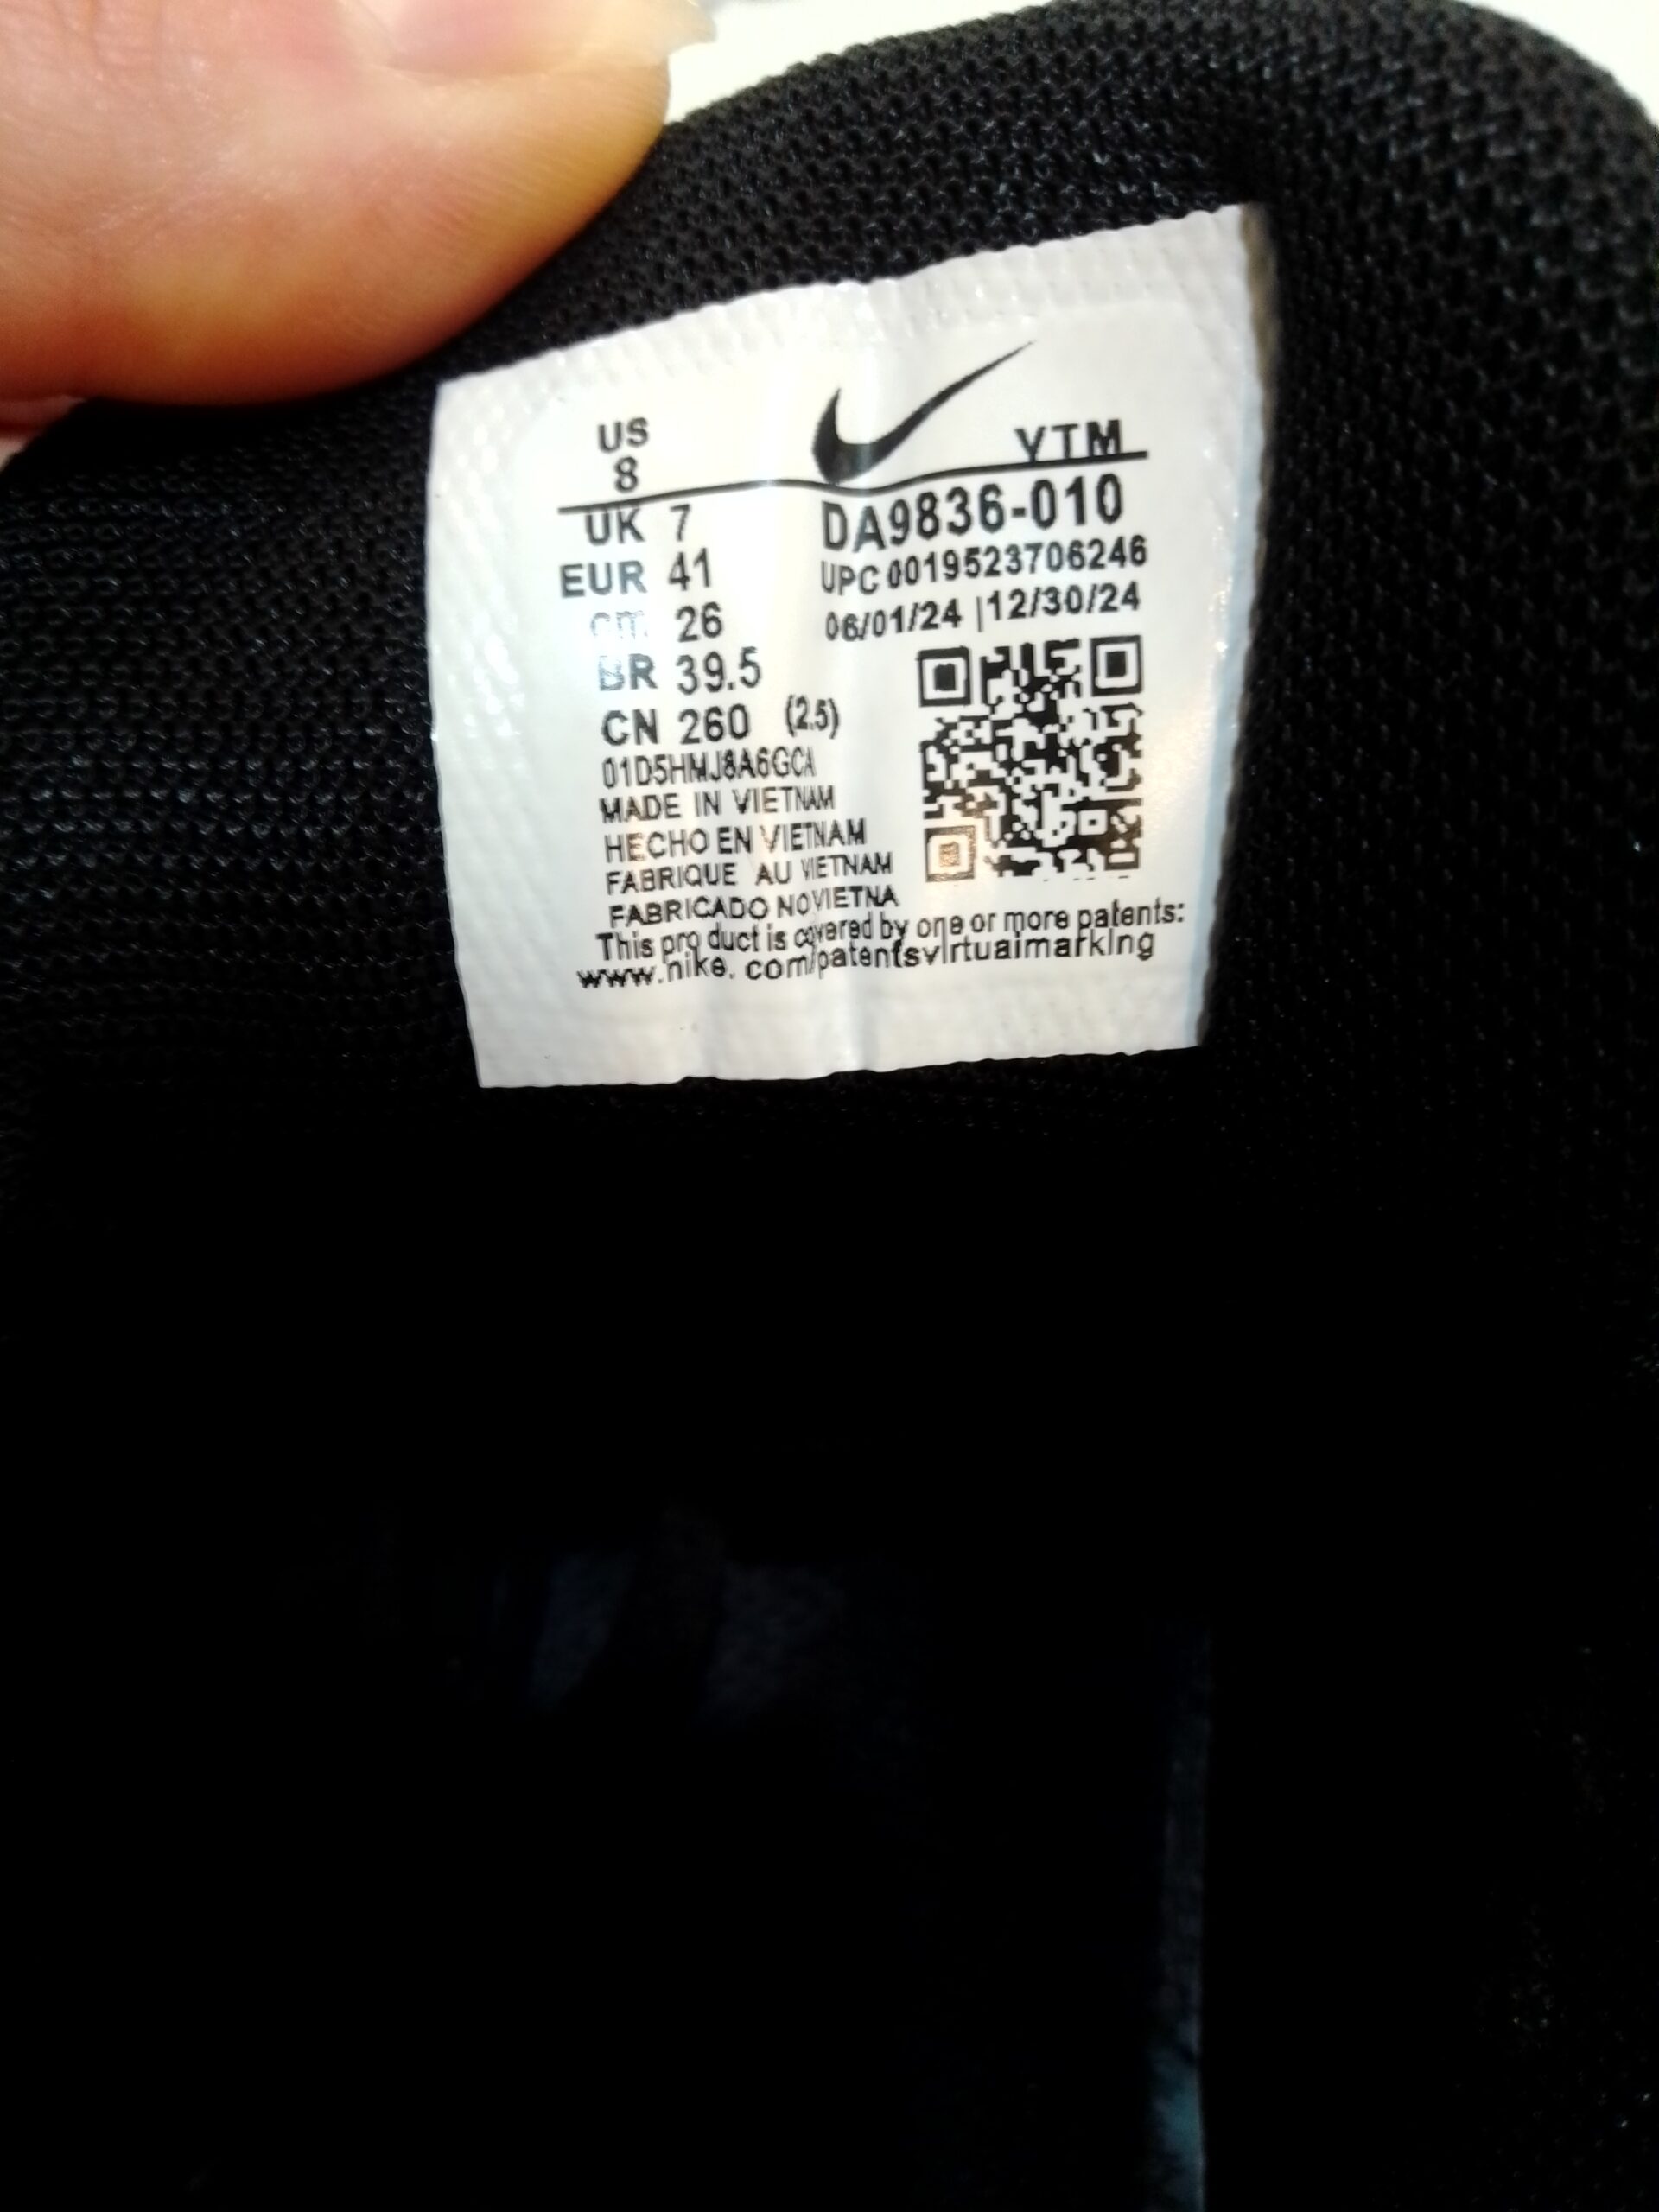 US
8
VTM
UK 7
EUR 41
cm 26
BR 39.5
CN 260 (2.5)
DA9836-010
UPC 0019523706246
06/01/24 | 12/30/24
01D5HMJ8A6GCA
MADE IN VIETNAM
HECHO EN VIETNAM
FABRIQUE AU VIETNAM
FABRICADO NOVIETNA
This pro duct is covered by one or more patents:
www.nike. com/patentsvirtuaimarking